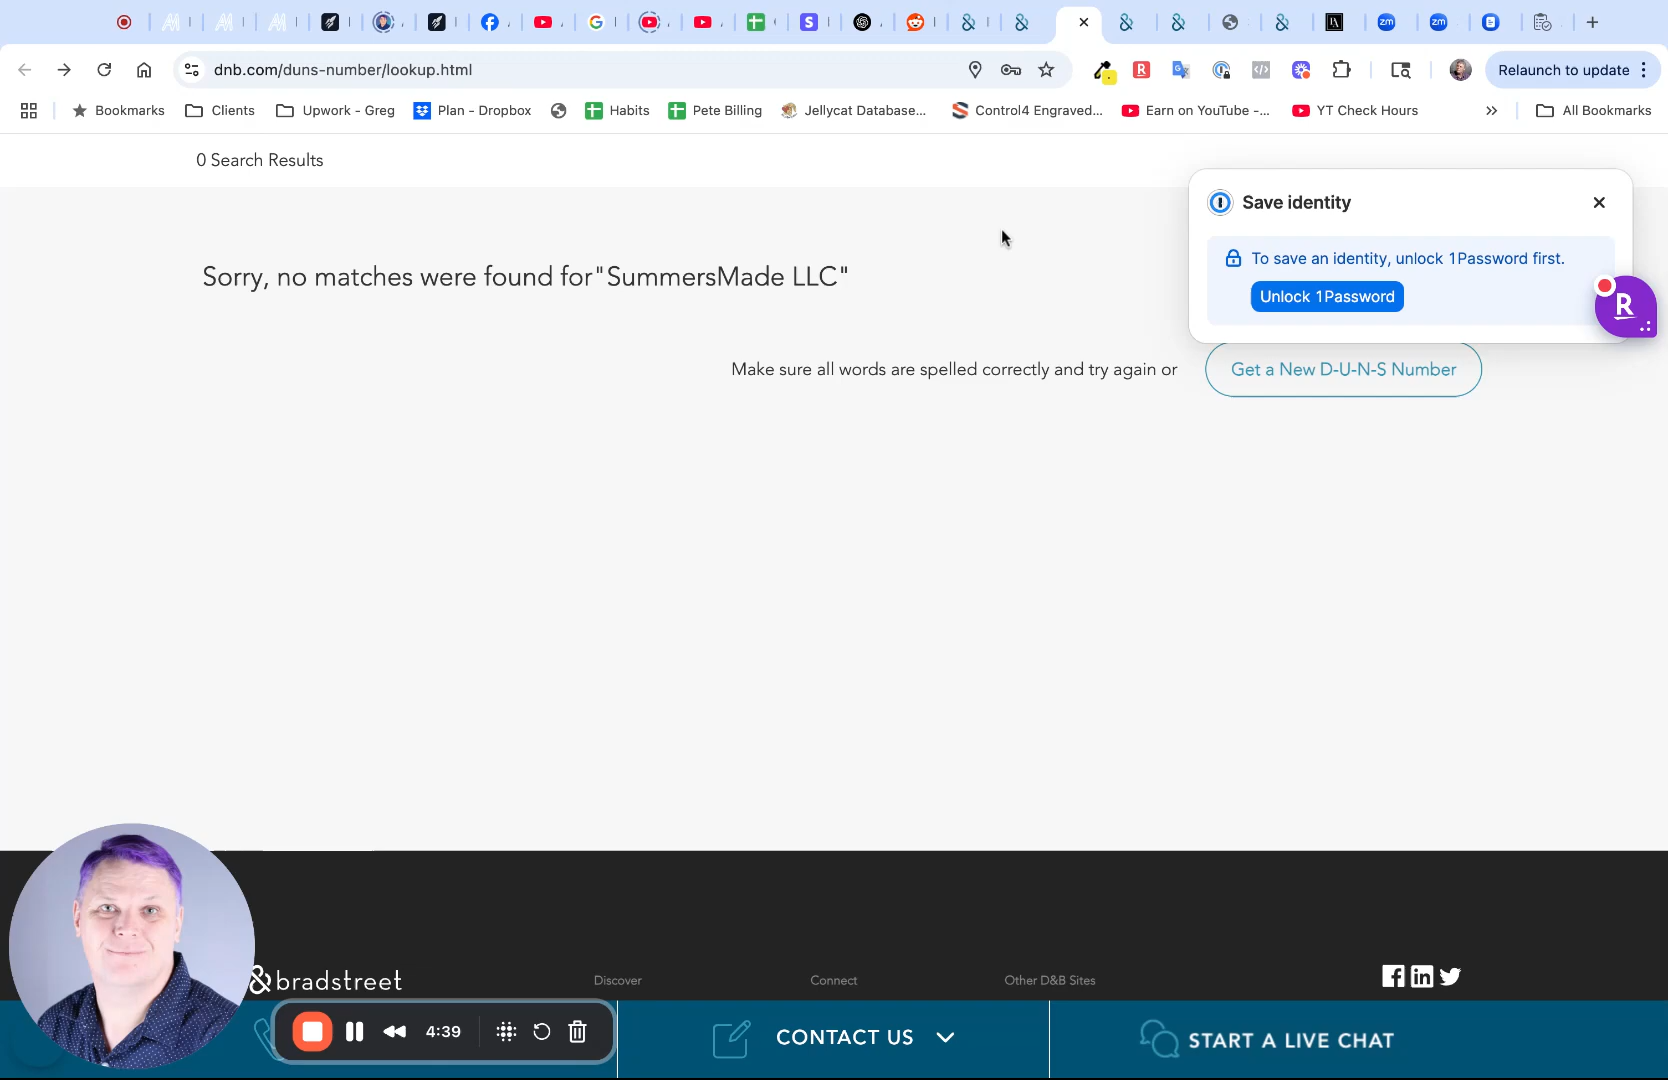 dnb.com/duns-number/lookup.html
Relaunch to update
Bookmarks
Clients
Upwork - Greg
Plan - Dropbox
Habits
Pete Billing
Jellycat Database...
Control4 Engraved...
Earn on YouTube -...
YT Check Hours
All Bookmarks
0 Search Results
Save identity
To save an identity, unlock 1Password first.
Unlock 1Password
Sorry, no matches were found for"SummersMade LLC"
Make sure all words are spelled correctly and try again or
Get a New D-U-N-S Number
& bradstreet
Discover
Connect
Other D&B Sites
4:39
CONTACT US
START A LIVE CHAT